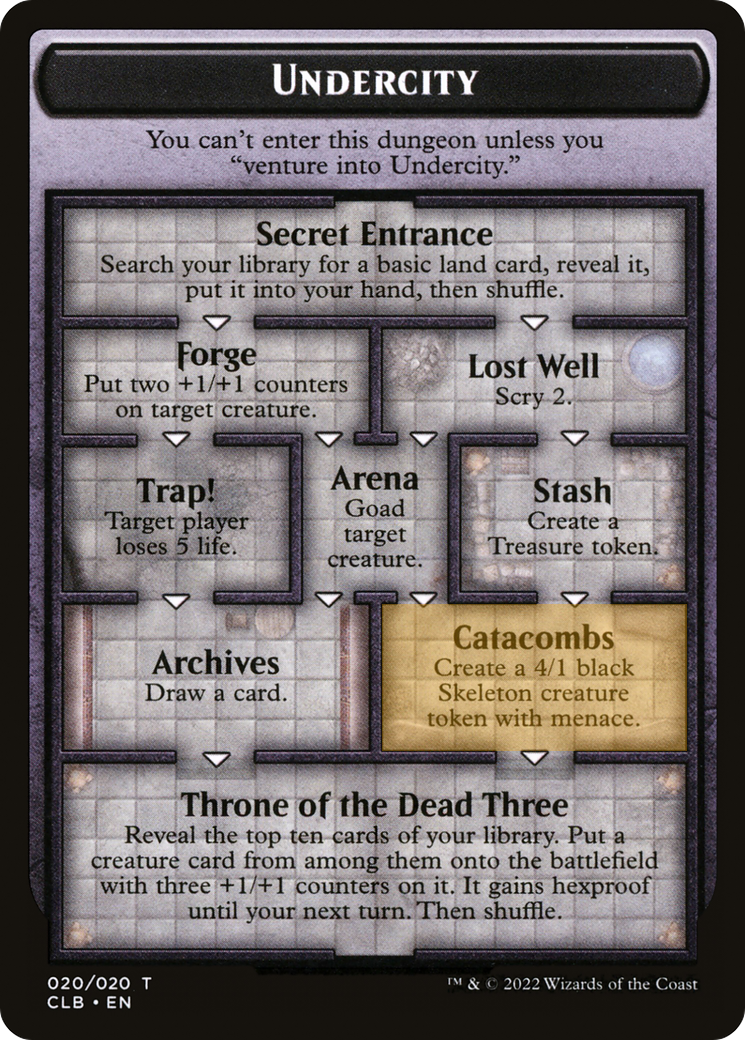 UNDERCITY
You can't enter this dungeon unless you
“venture into Undercity.”
Secret Entrance
Search your library for a basic land card, reveal it,
put it into your hand, then shuffle.
Forge
Put two +1/+1 counters
on target creature.
Lost Well
Scry 2.
Trap!
Target player
loses 5 life.
Arena
Goad
target
creature.
Stash
Create a
Treasure token.
Archives
Draw a card.
Catacombs
Create a 4/1 black
Skeleton creature
token with menace.
Throne of the Dead Three
Reveal the top ten cards of your library. Put a
creature card from among them onto the battlefield
with three +1/+1 counters on it. It gains hexproof
until your next turn. Then shuffle.
020/020 T
CLB • EN
™ & © 2022 Wizards of the Coast